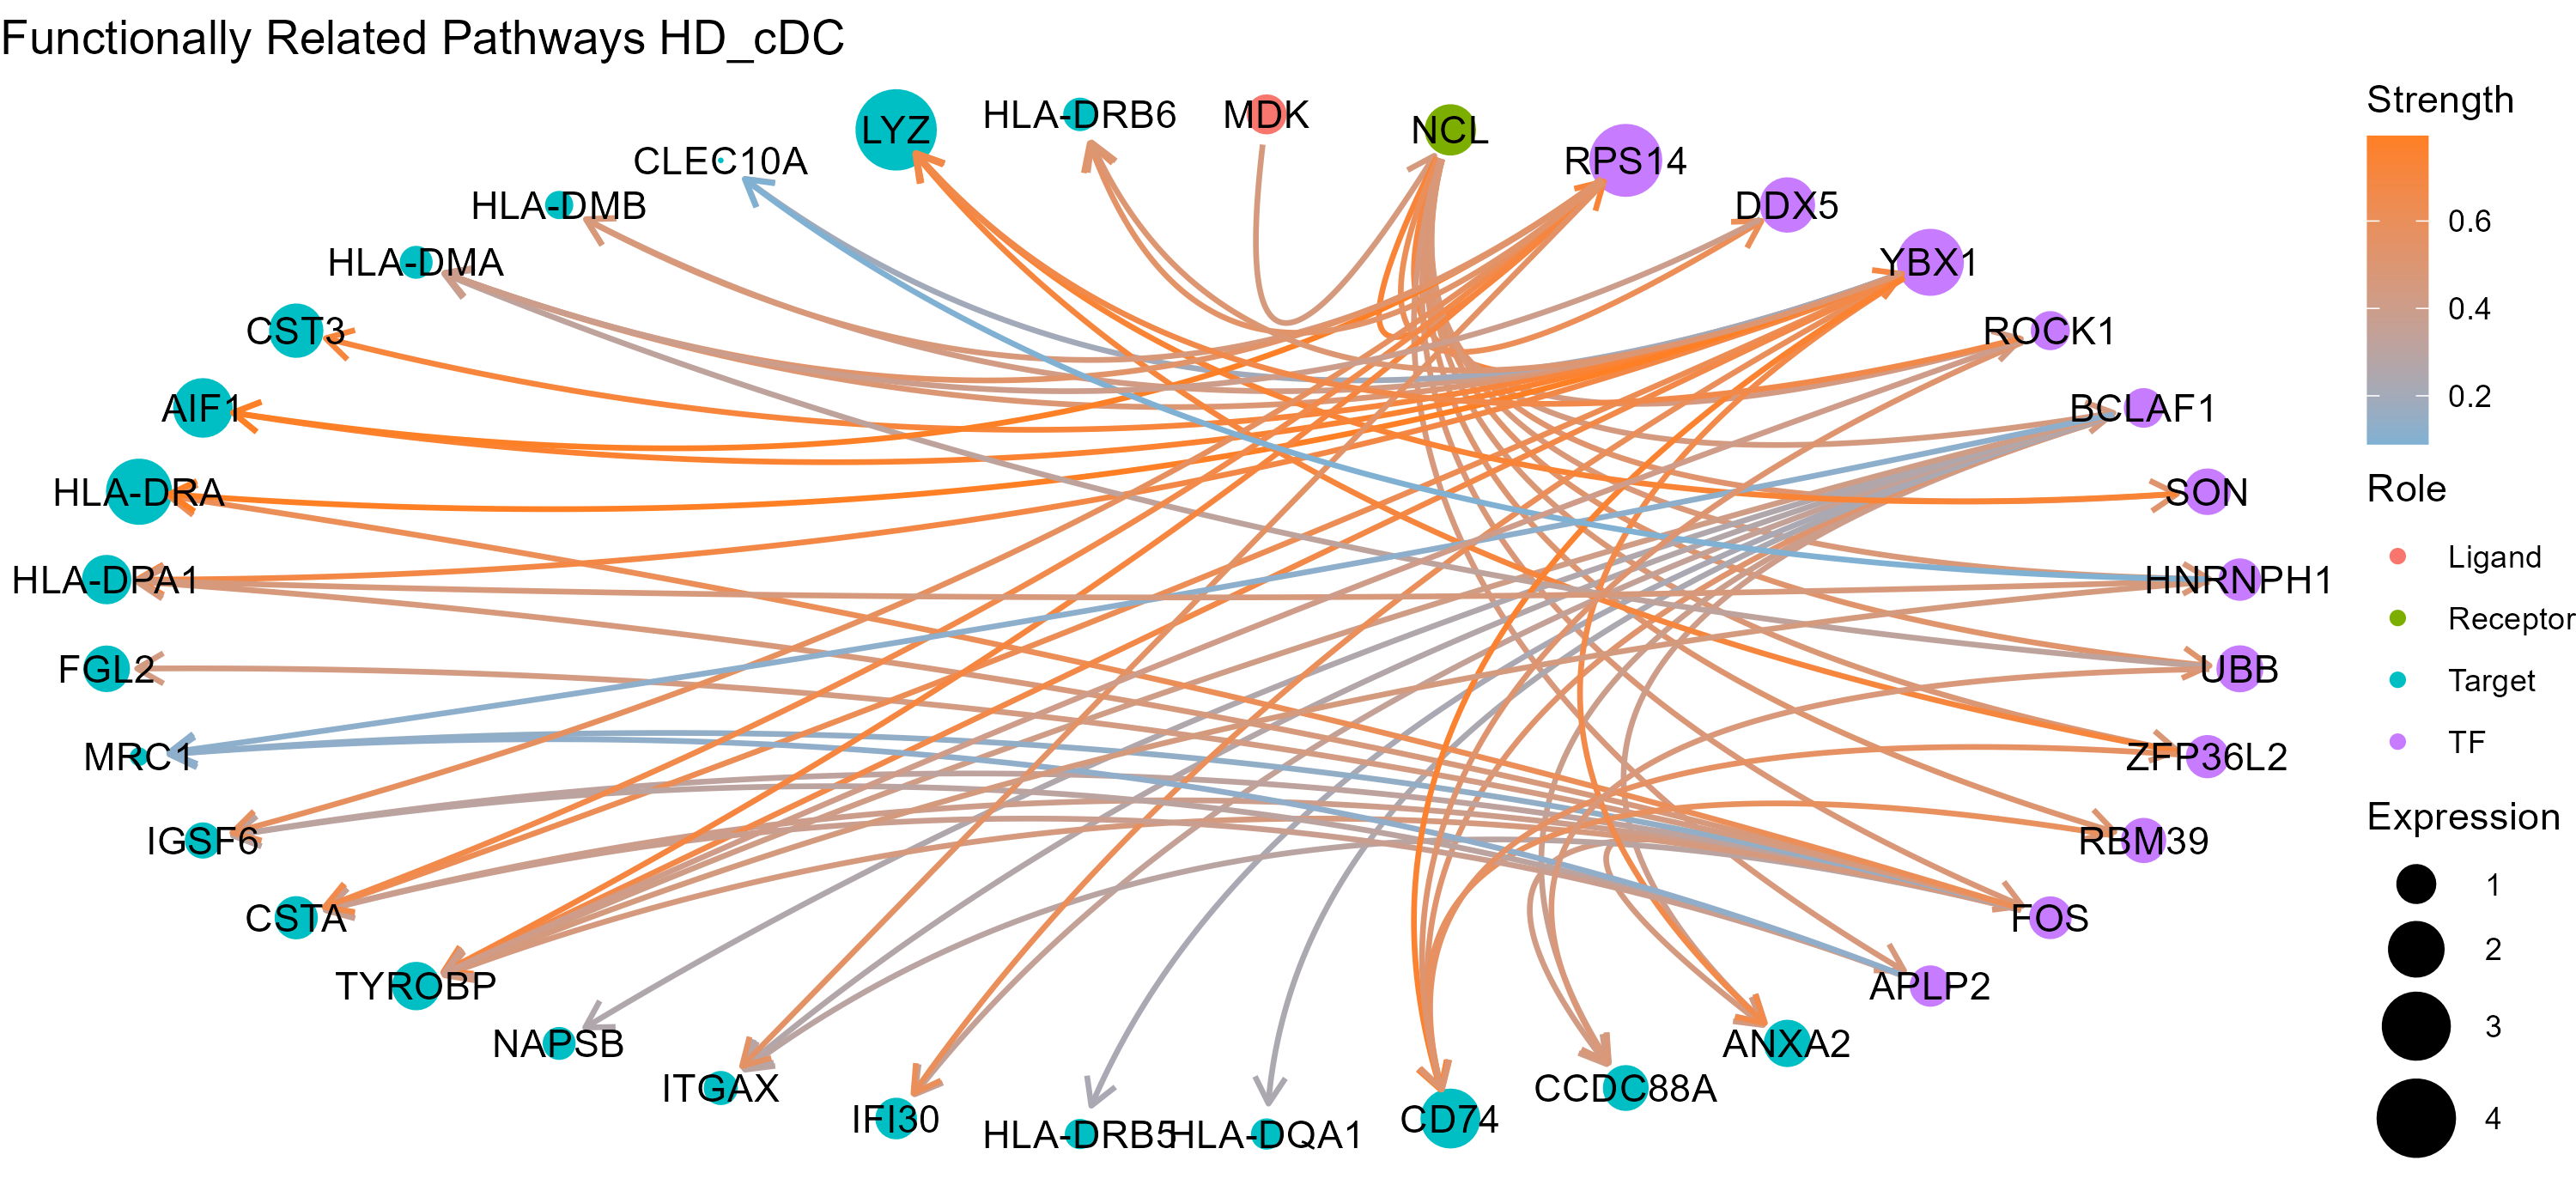 Functionally Related Pathways HD_cDC
LYZ
HLA-DRB6
MDK
NCL
RPS14
CLEC10A
DDX5
HLA-DMB
YBX1
HLA-DMA
ROCK1
CST3
BCLAF1
AIF1
SON
HLA-DRA
HNRNPH1
HLA-DPA1
UBB
FGL2
ZFP36L2
MRC1
RBM39
IGSF6
FOS
CSTA
APLP2
TYROBP
ANXA2
NAPSB
CCDC88A
ITGAX
CD74
IFI30
HLA-DRB5
HLA-DQA1
Strength
0.6
0.4
0.2
Role
Ligand
Receptor
Target
TF
Expression
1
2
3
4